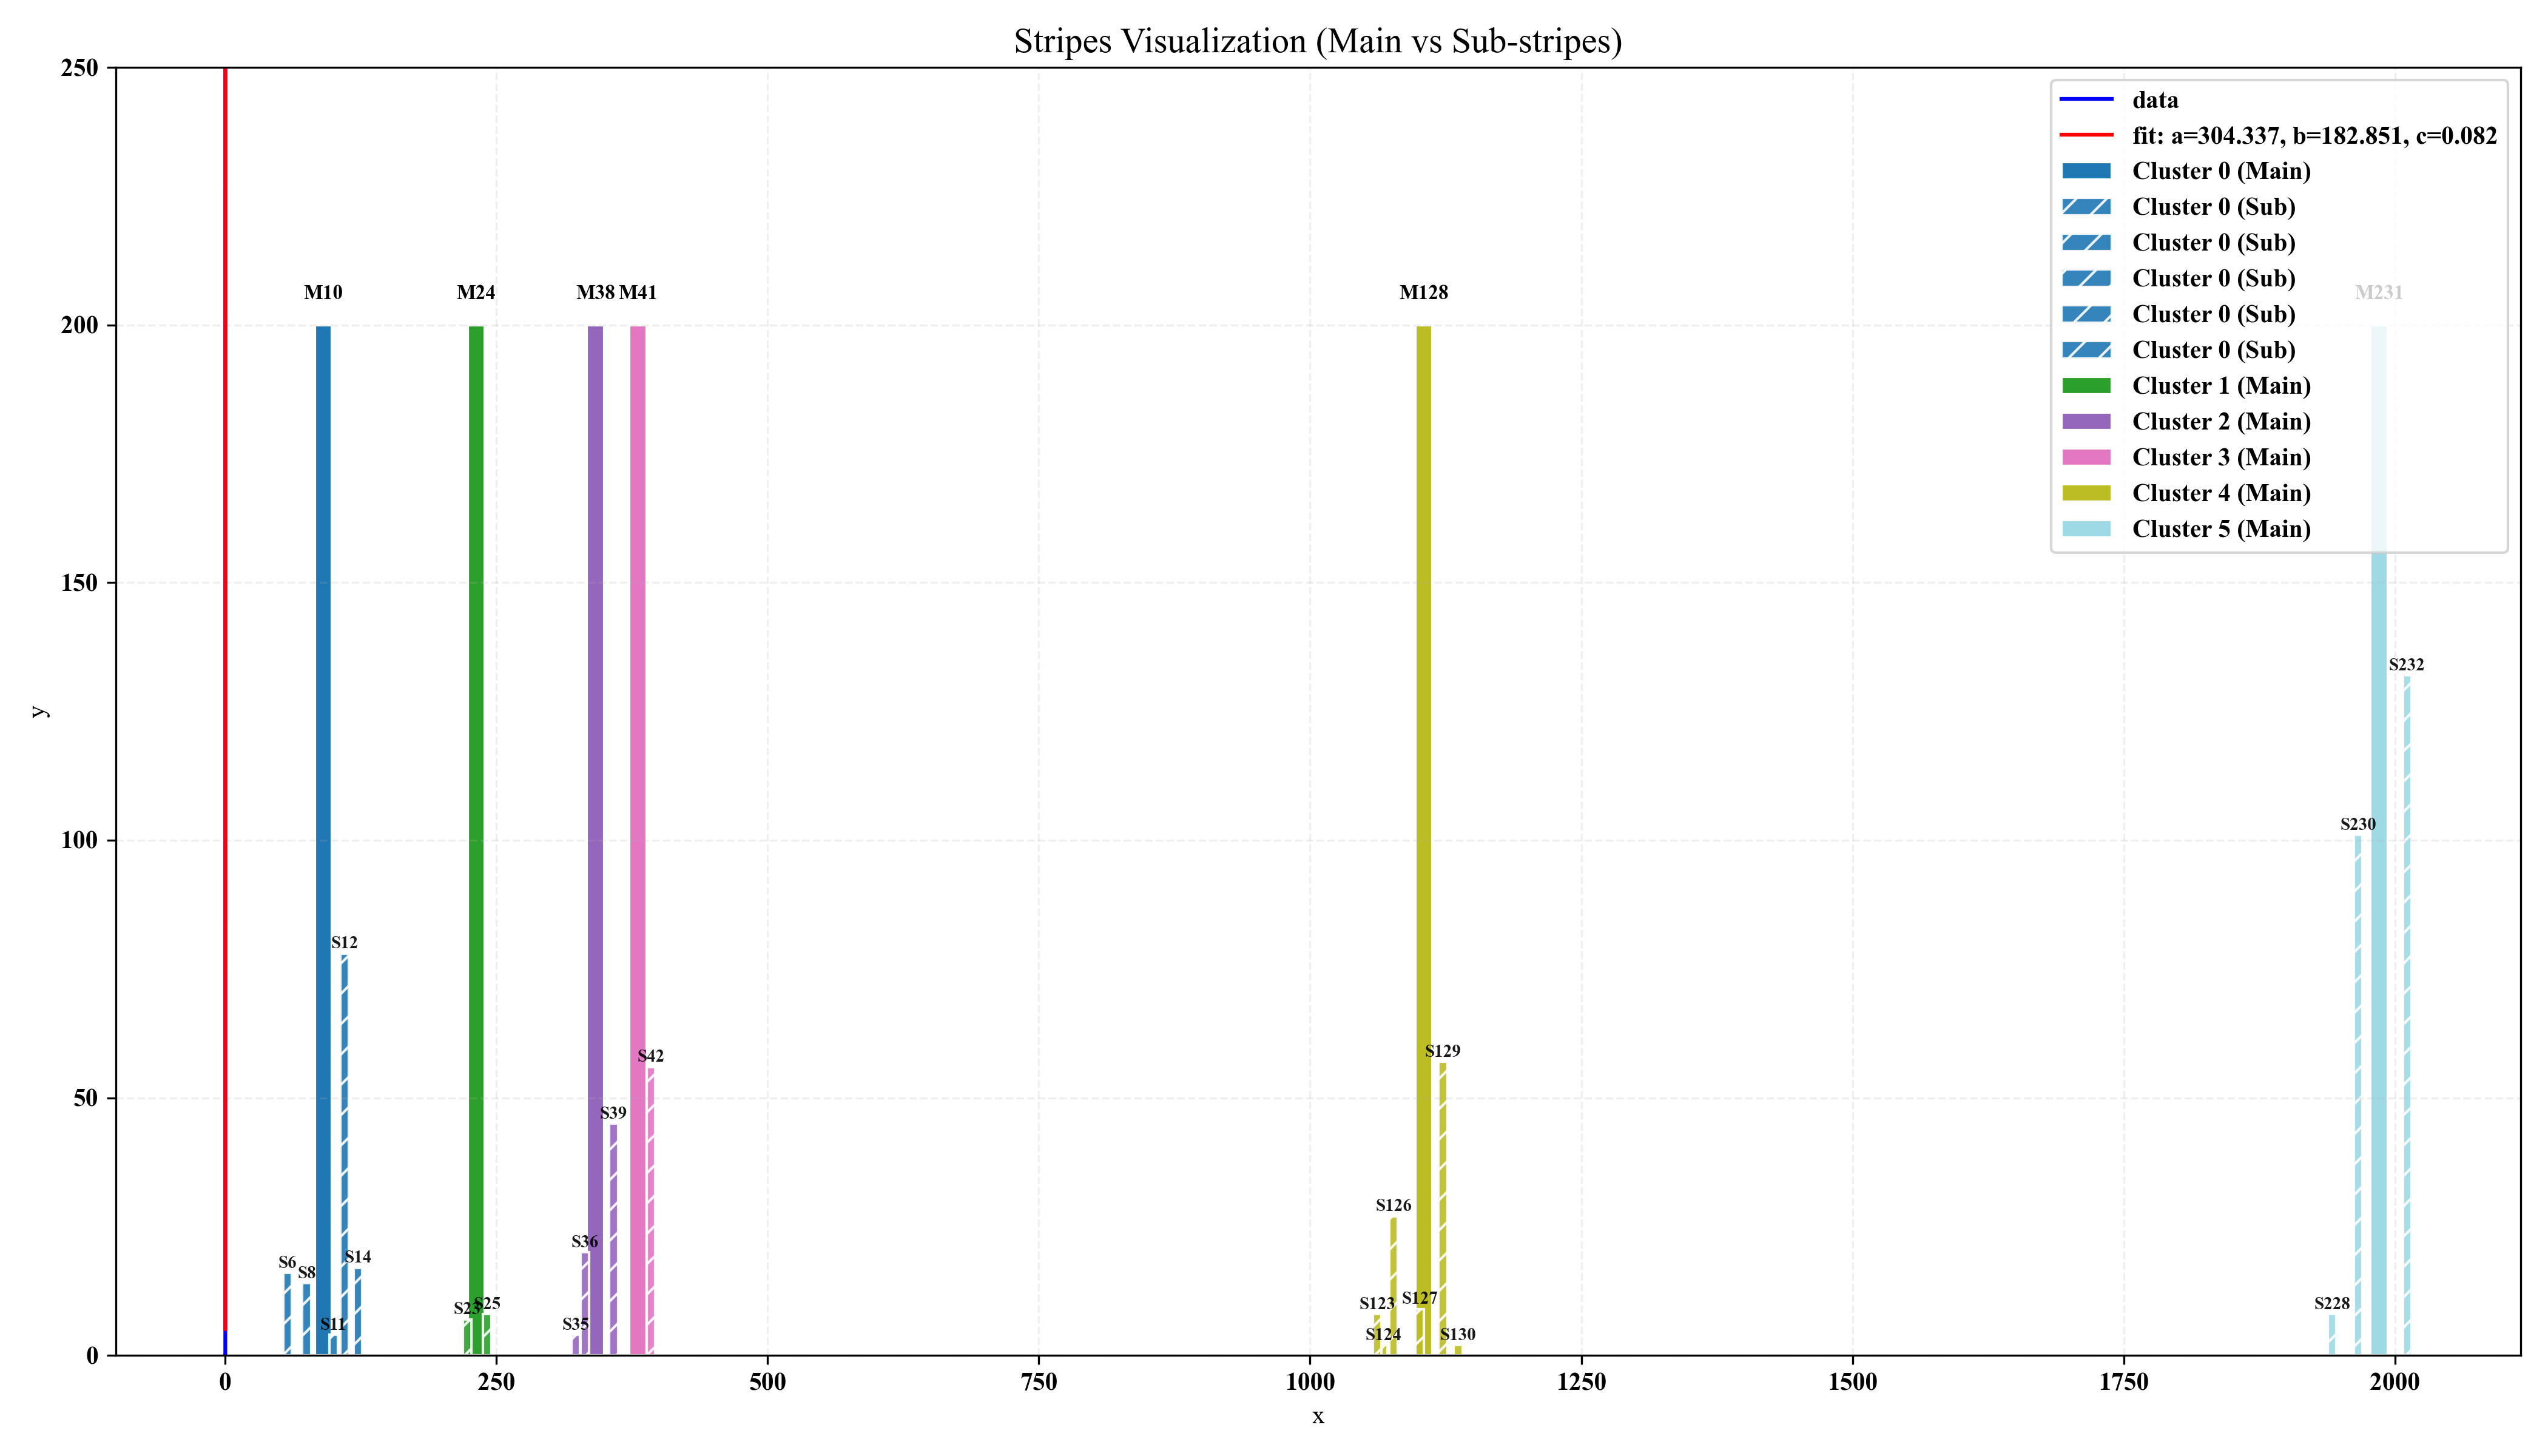 Stripes Visualization (Main vs Sub-stripes)
250
200
150
100
50
0
y
data
fit: a=304.337, b=182.851, c=0.082
Cluster 0 (Main)
Cluster 0 (Sub)
Cluster 0 (Sub)
Cluster 0 (Sub)
Cluster 0 (Sub)
Cluster 0 (Sub)
Cluster 1 (Main)
Cluster 2 (Main)
Cluster 3 (Main)
Cluster 4 (Main)
Cluster 5 (Main)
M10 M24 M38 M41 M128 M231
S232
S230
S12
S42
S129
S39
S126
S36
S6
S8
S14
S11
S23
S25
S35
S123
S124
S127
S130
S228
0 250 500 750 1000 1250 1500 1750 2000
x